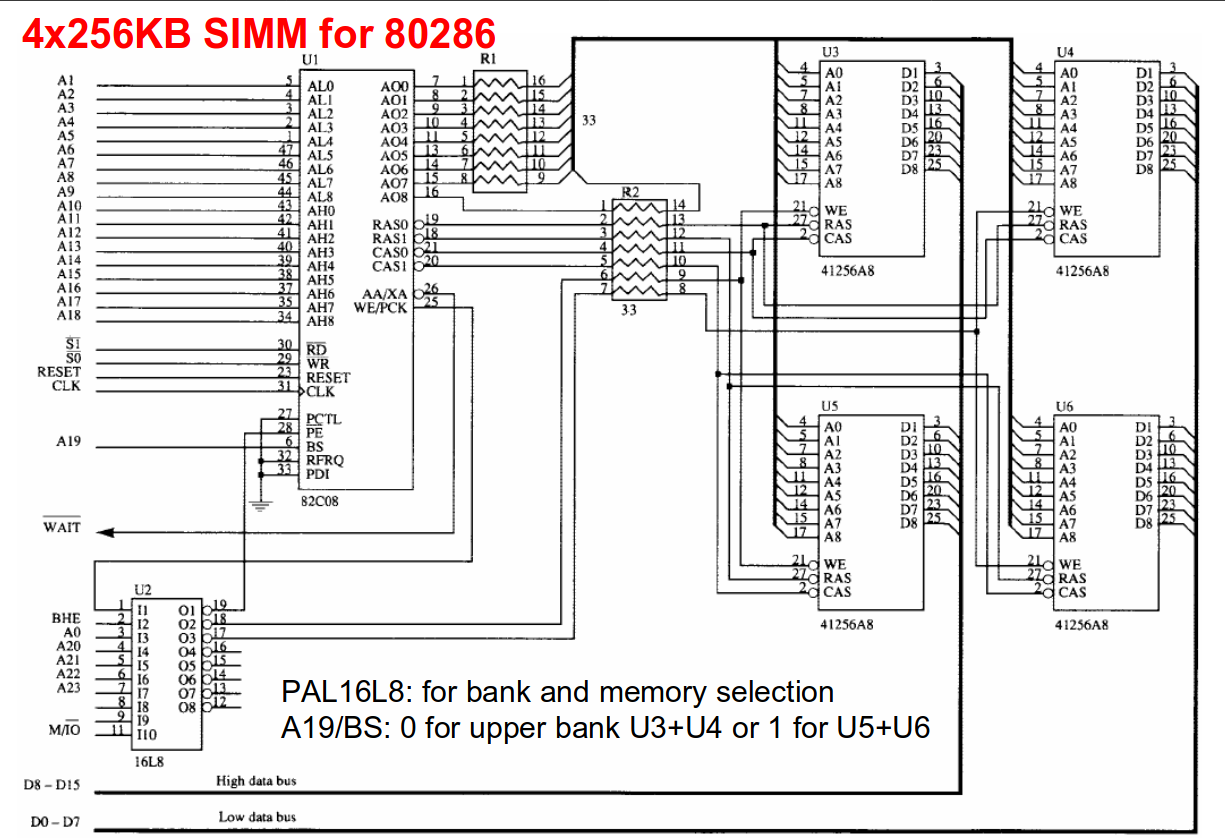 4x256KB SIMM for 80286
U1
R1
U3
U4
A1 5 AL0 AO0 7 1 16
A2 4 AL1 AO1 8 2 15
A3 3 AL2 AO2 9 3 14
A4 2 AL3 AO3 10 4 13
A5 1 AL4 AO4 11 5 12
A6 47 AL5 AO5 13 6 11
A7 46 AL6 AO6 14 7 10
A8 45 AL7 AO7 15 8 9
A9 44 AL8 AO8 16
33
A10 43 AH0
A11 42 AH1 RAS0 19
A12 41 AH2 RAS1 18
A13 40 AH3 CAS0 21
A14 39 AH4 CAS1 20
A15 38 AH5
A16 37 AH6 AA/XA 26
A17 35 AH7 WE/PCK 25
A18 34 AH8
R2
1 14
2 13
3 12
4 11
5 10
6 9
7 8
33
4 A0 D1 3
5 A1 D2 6
7 A2 D3 10
8 A3 D4 13
11 A4 D5 16
12 A5 D6 20
14 A6 D7 23
15 A7 D8 25
17 A8
21 WE
27 RAS
2 CAS
41256A8
4 A0 D1 3
5 A1 D2 6
7 A2 D3 10
8 A3 D4 13
11 A4 D5 16
12 A5 D6 20
14 A6 D7 23
15 A7 D8 25
17 A8
21 WE
27 RAS
2 CAS
41256A8
S1 30 RD
S0 29 WR
RESET 23 RESET
CLK 31 CLK
27 PCTL
28 PE
A19 6 BS
32 RFRQ
33 PDI
82C08
WAIT
U5
4 A0 D1 3
5 A1 D2 6
7 A2 D3 10
8 A3 D4 13
11 A4 D5 16
12 A5 D6 20
14 A6 D7 23
15 A7 D8 25
17 A8
21 WE
27 RAS
2 CAS
41256A8
U6
4 A0 D1 3
5 A1 D2 6
7 A2 D3 10
8 A3 D4 13
11 A4 D5 16
12 A5 D6 20
14 A6 D7 23
15 A7 D8 25
17 A8
21 WE
27 RAS
2 CAS
41256A8
U2
1 I1 O1 19
BHE 2 I2 O2 18
A0 3 I3 O3 17
A20 4 I4 O4 16
A21 5 I5 O5 15
A22 6 I6 O6 14
A23 7 I7 O7 13
8 I8 O8 12
9 I9
M/IO 11 I10
16L8
PAL16L8: for bank and memory selection
A19/BS: 0 for upper bank U3+U4 or 1 for U5+U6
D8 – D15 High data bus
D0 – D7 Low data bus